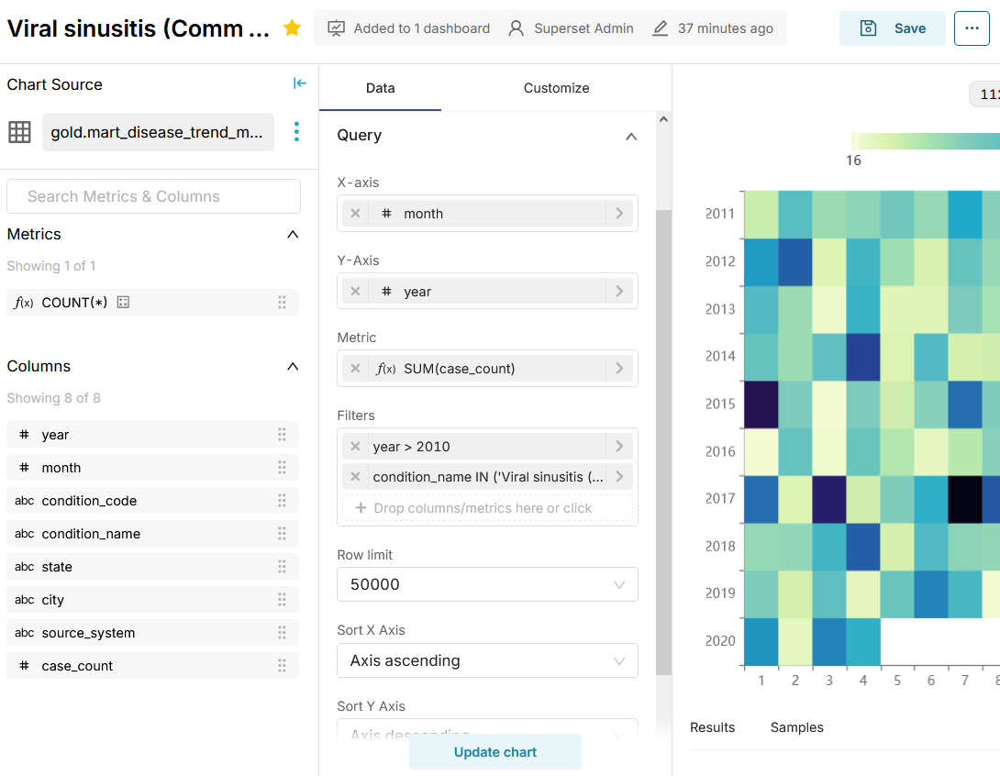 Viral sinusitis (Comm ...
Added to 1 dashboard
Superset Admin
37 minutes ago
Save
...
Chart Source
gold.mart_disease_trend_m...
Search Metrics & Columns
Metrics
Showing 1 of 1
f(x) COUNT(*)
Columns
Showing 8 of 8
# year
# month
abc condition_code
abc condition_name
abc state
abc city
abc source_system
# case_count
Data
Customize
Query
X-axis
# month
Y-Axis
# year
Metric
f(x) SUM(case_count)
Filters
year > 2010
condition_name IN ('Viral sinusitis (...
+ Drop columns/metrics here or click
Row limit
50000
Sort X Axis
Axis ascending
Sort Y Axis
Axis descending
Update chart
112
16
2011
2012
2013
2014
2015
2016
2017
2018
2019
2020
1 2 3 4 5 6 7 8
Results
Samples